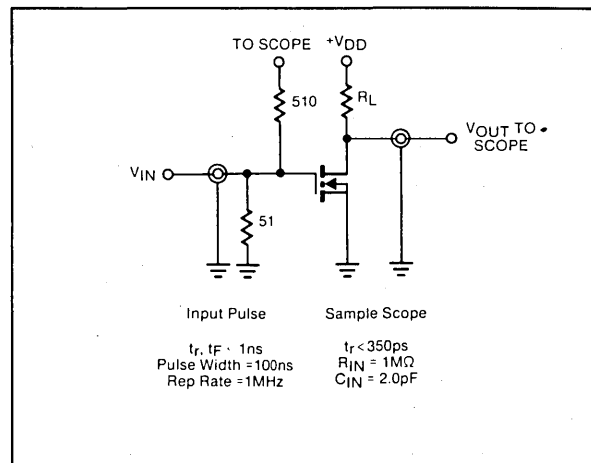 TO SCOPE +VDD
510 RL
VOUT TO
SCOPE
VIN
51
Input Pulse Sample Scope
tr, tF · 1ns tr < 350ps
Pulse Width = 100ns RIN = 1MΩ
Rep Rate = 1MHz CIN = 2.0pF